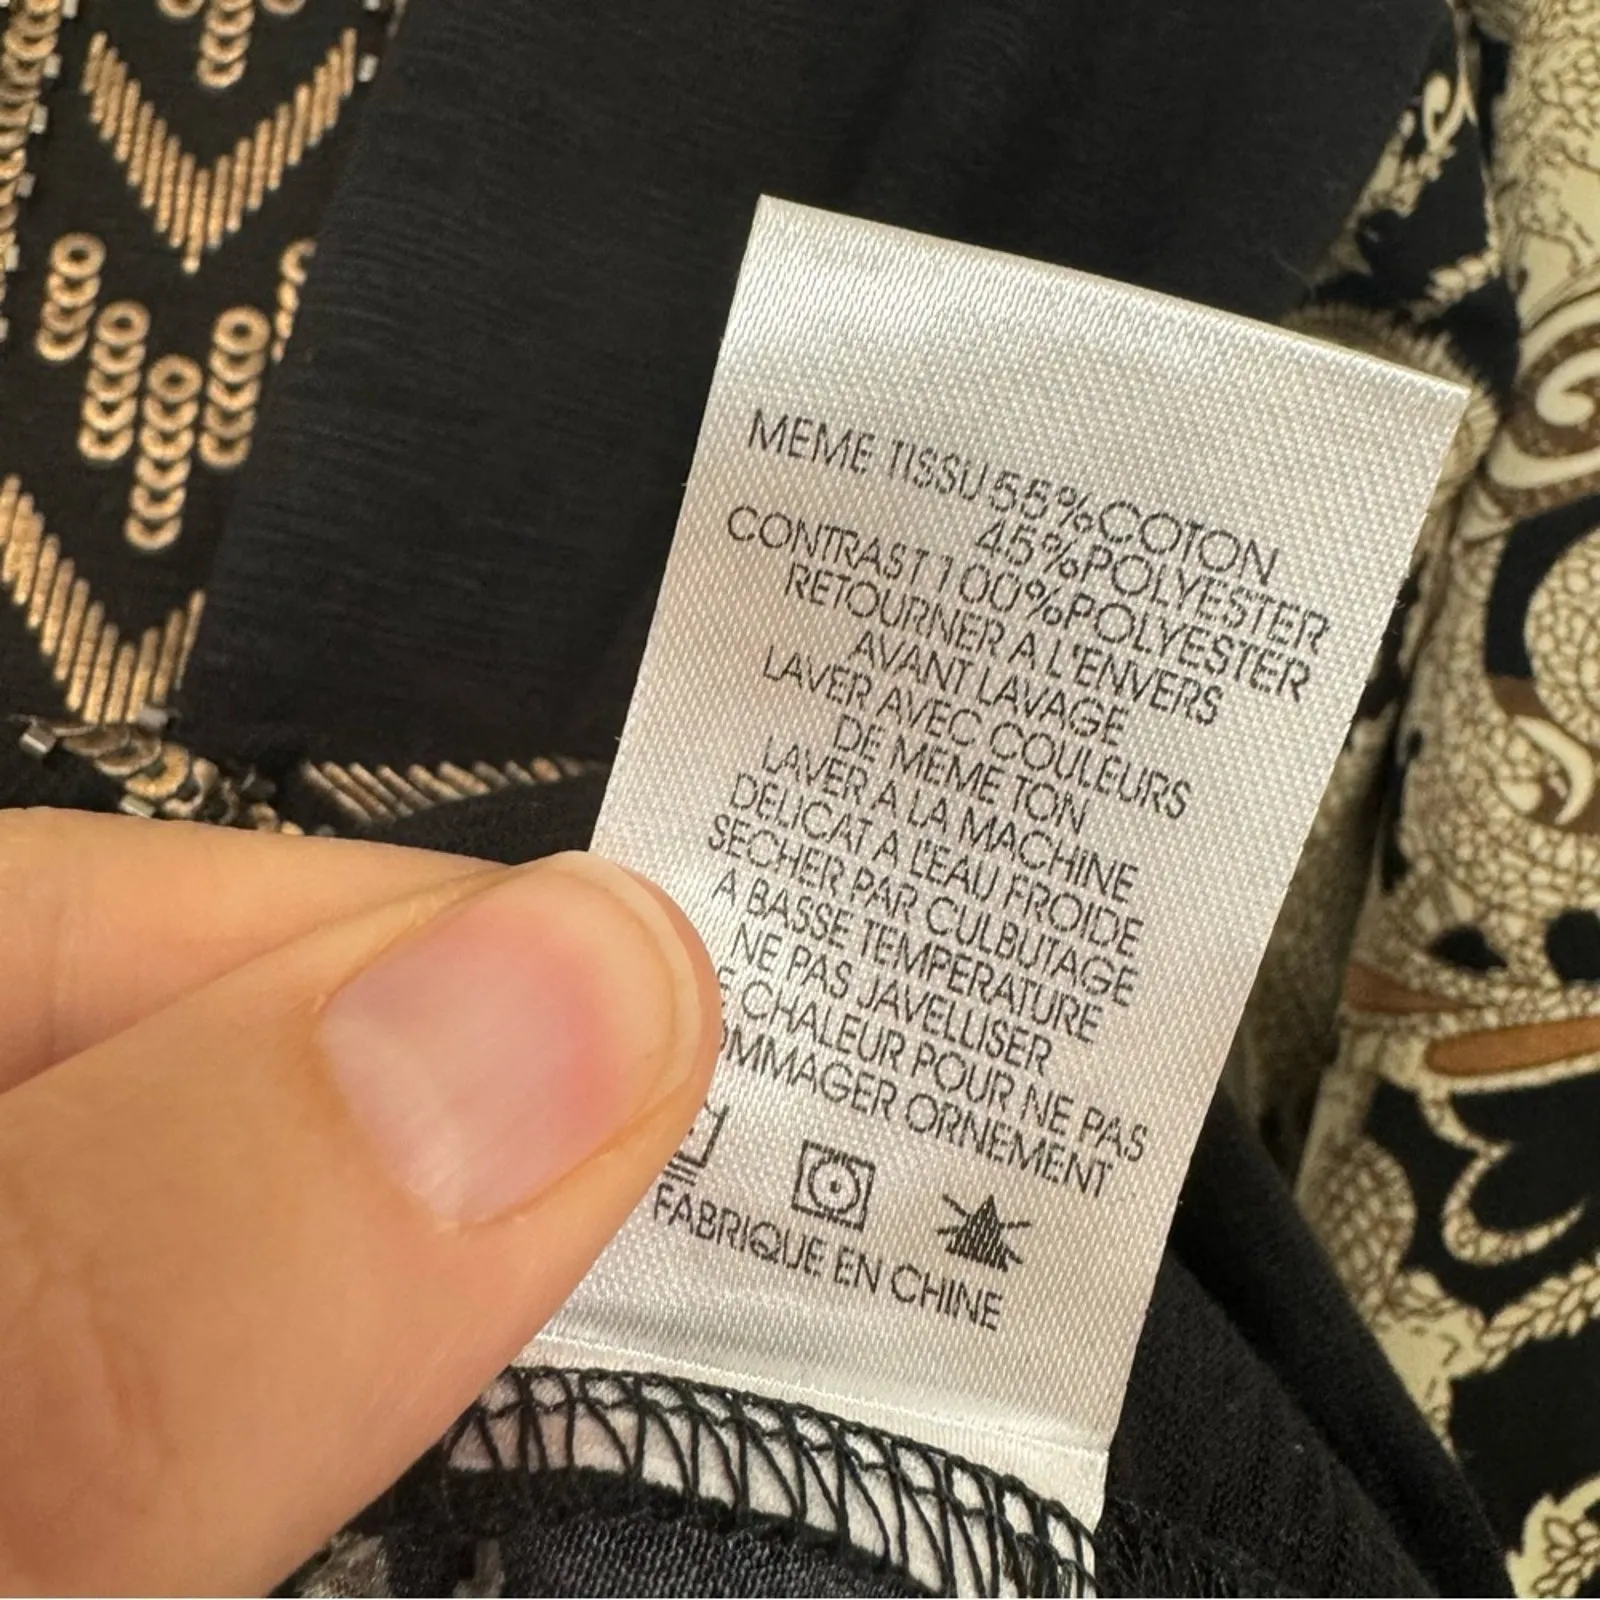 MEME TISSU 55%COTON
45%POLYESTER
CONTRAST 100%POLYESTER
RETOURNER A L'ENVERS
AVANT LAVAGE
LAVER AVEC COULEURS
DE MEME TON
LAVER A LA MACHINE
DELICAT A L'EAU FROIDE
SECHER PAR CULBUTAGE
A BASSE TEMPERATURE
NE PAS JAVELLISER
CHALEUR POUR NE PAS
OMMAGER ORNEMENT
FABRIQUE EN CHINE